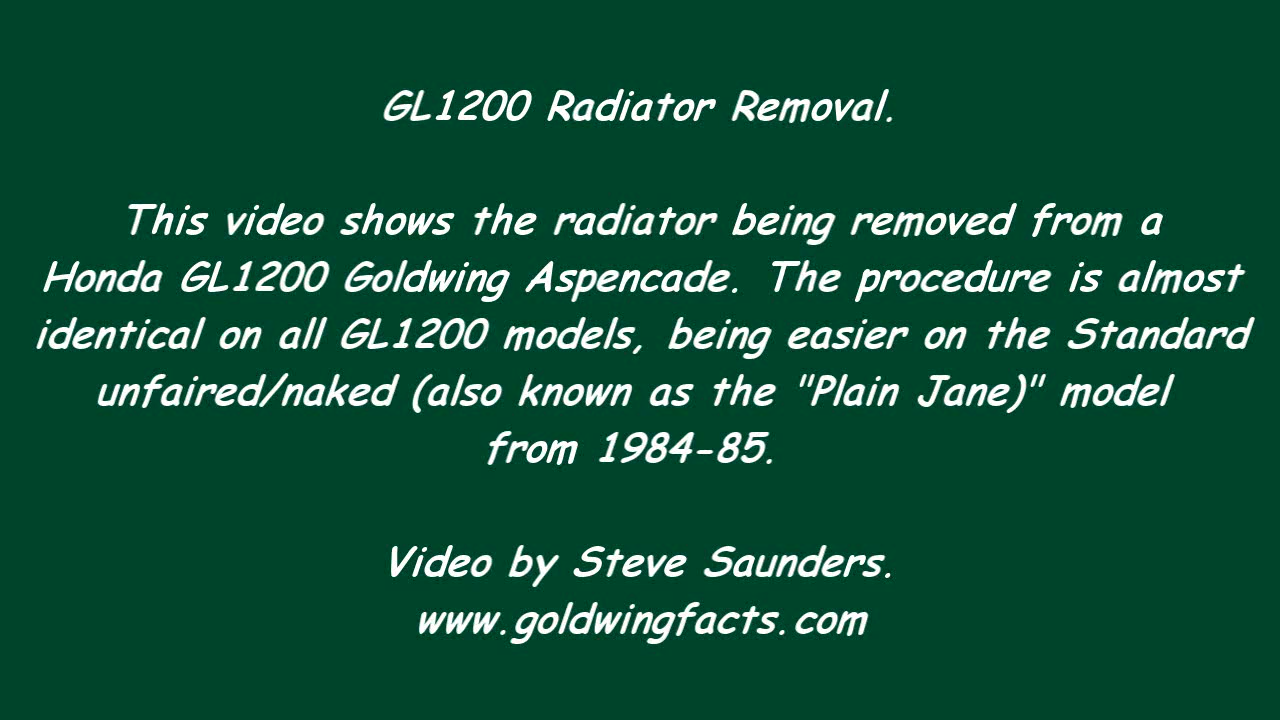 GL1200 Radiator Removal.
This video shows the radiator being removed from a
Honda GL1200 Goldwing Aspencade. The procedure is almost
identical on all GL1200 models, being easier on the Standard
unfaired/naked (also known as the "Plain Jane)" model
from 1984-85.
Video by Steve Saunders.
www.goldwingfacts.com